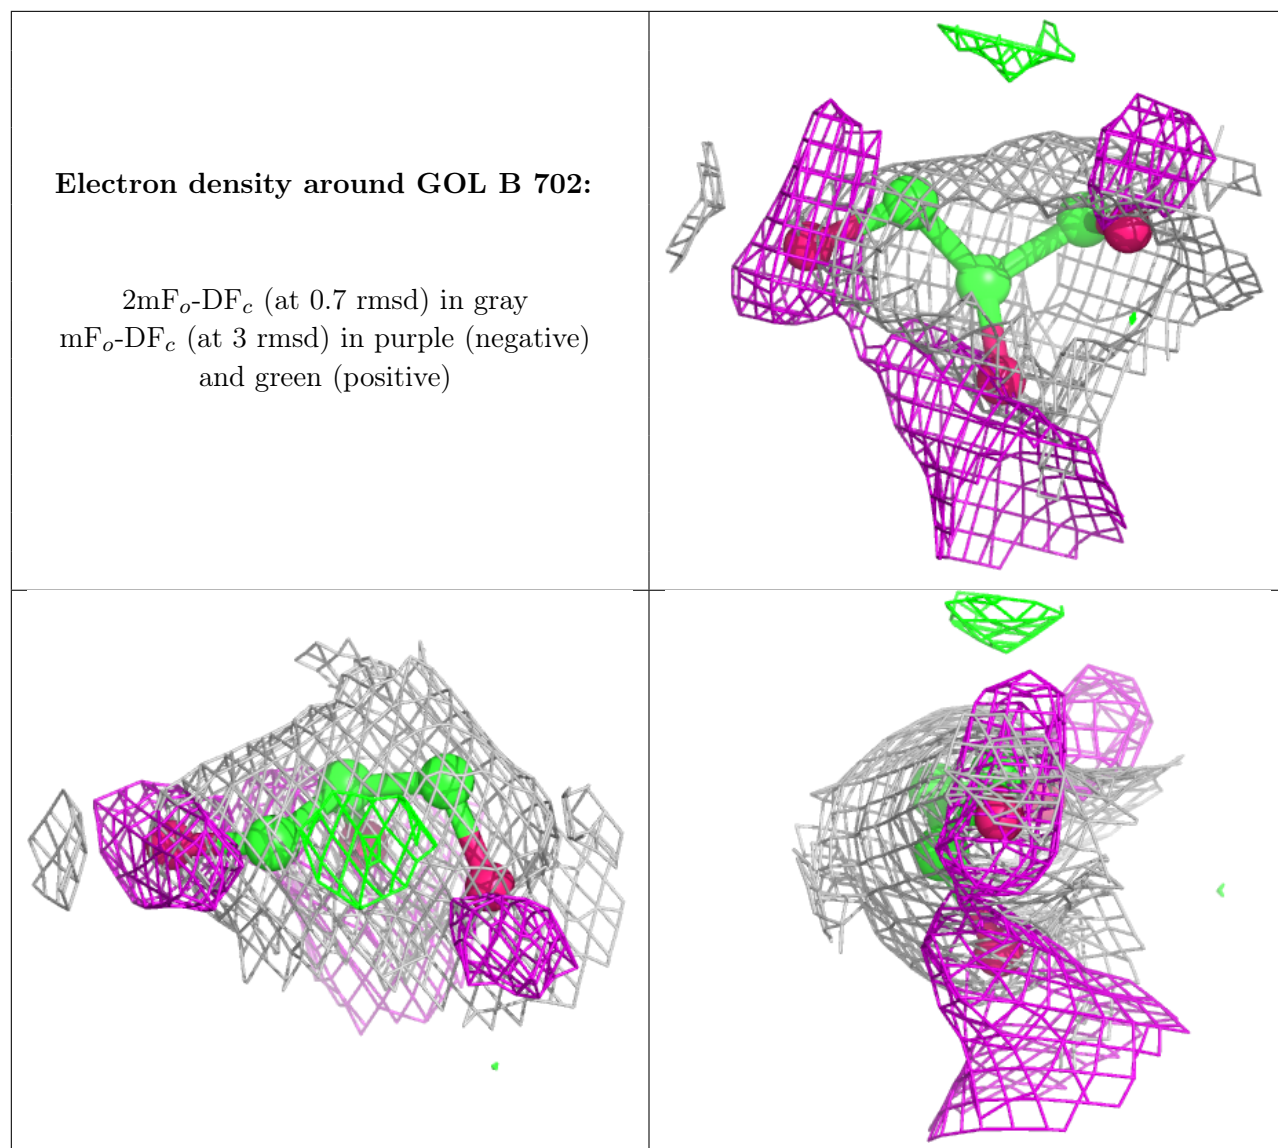 Electron density around GOL B 702:
2mFₒ-DF𝒸 (at 0.7 rmsd) in gray
mFₒ-DF𝒸 (at 3 rmsd) in purple (negative)
and green (positive)